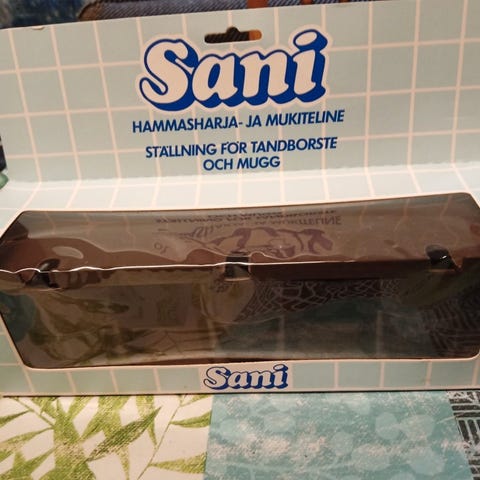 Sani
HAMMASHARJA- JA MUKITELINE
STÄLLNING FÖR TANDBORSTE
OCH MUGG
Sani